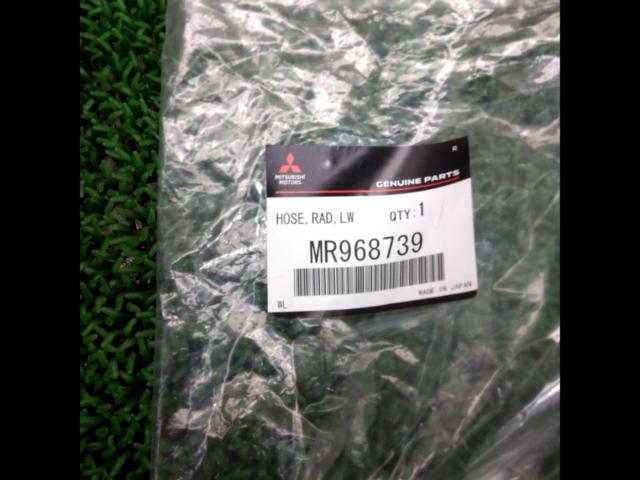 R
MITSUBISHI
MOTORS
GENUINE PARTS
HOSE, RAD, LW QTY: 1
MR968739
MADE IN JAPAN
WL